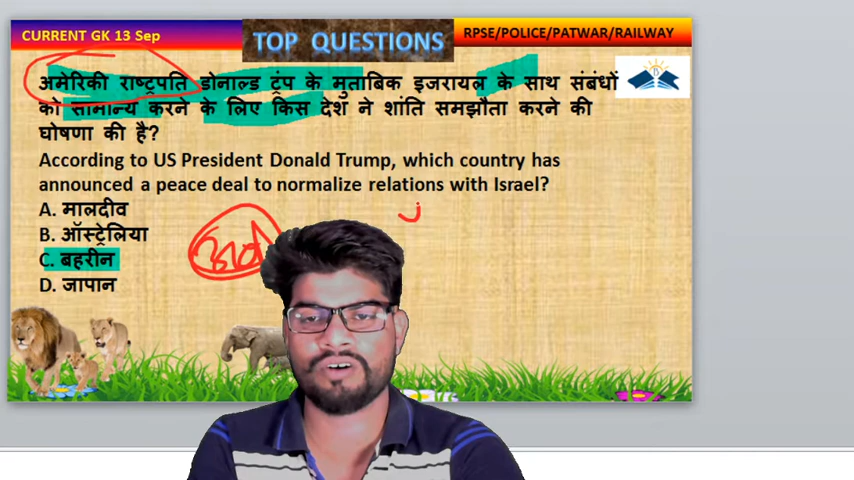 CURRENT GK 13 Sep
TOP QUESTIONS
RPSE/POLICE/PATWAR/RAILWAY
अमेरिकी राष्ट्रपति डोनाल्ड ट्रंप के मुताबिक इजरायल के साथ संबंधों
को सामान्य करने के लिए किस देश ने शांति समझौता करने की
घोषणा की है?
According to US President Donald Trump, which country has
announced a peace deal to normalize relations with Israel?
A. मालदीव
B. ऑस्ट्रेलिया
C. बहरीन
D. जापान